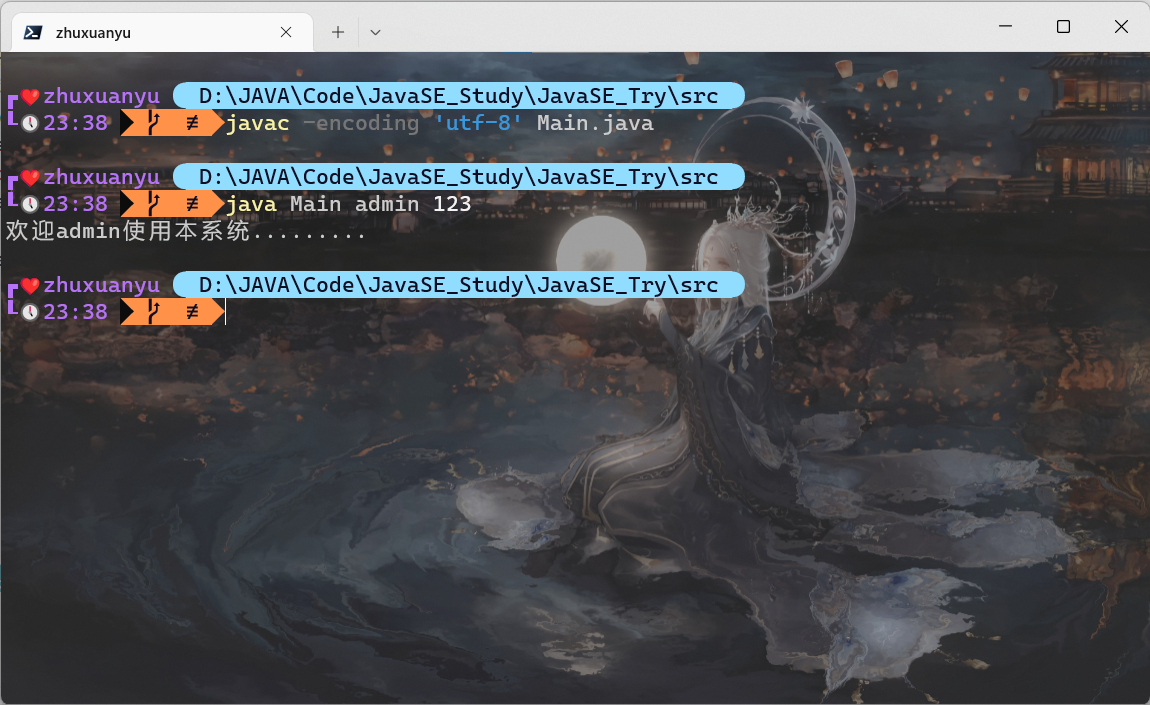 zhuxuanyu
zhuxuanyu D:\JAVA\Code\JavaSE_Study\JavaSE_Try\src
23:38 ≢ javac -encoding 'utf-8' Main.java
zhuxuanyu D:\JAVA\Code\JavaSE_Study\JavaSE_Try\src
23:38 ≢ java Main admin 123
欢迎admin使用本系统.........
zhuxuanyu D:\JAVA\Code\JavaSE_Study\JavaSE_Try\src
23:38 ≢